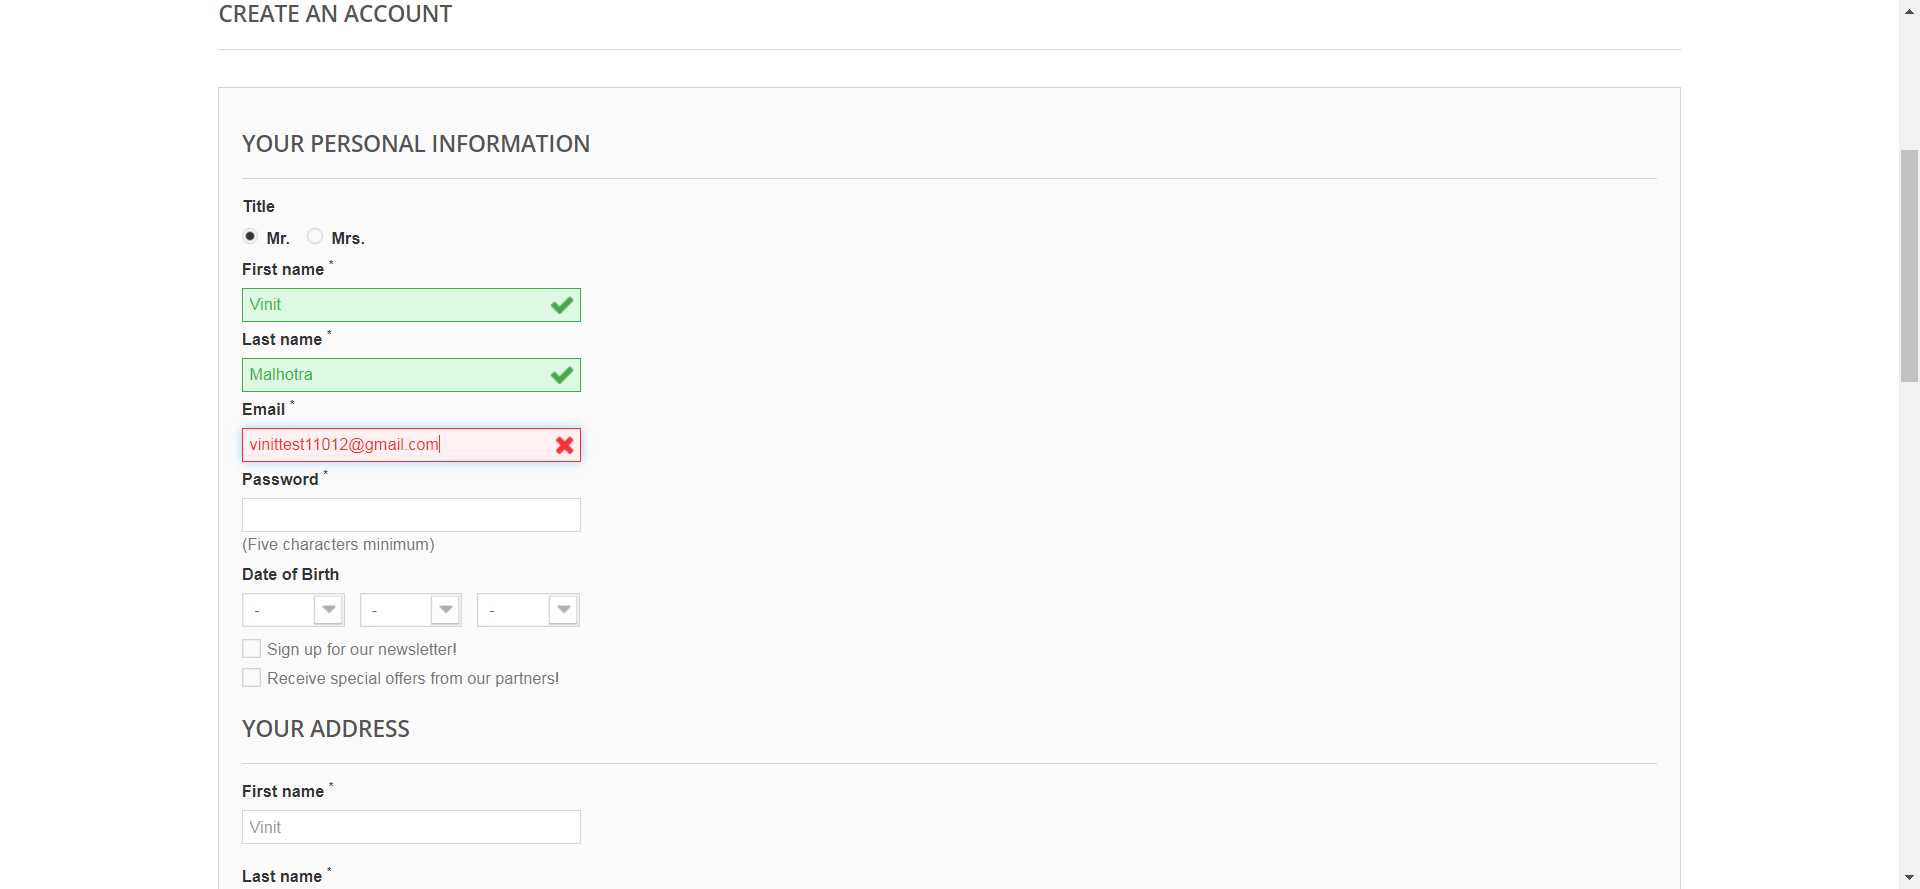 CREATE AN ACCOUNT
YOUR PERSONAL INFORMATION
Title
Mr. Mrs.
First name *
Vinit
Last name *
Malhotra
Email *
vinittest11012@gmail.com
Password *
(Five characters minimum)
Date of Birth
- - -
Sign up for our newsletter!
Receive special offers from our partners!
YOUR ADDRESS
First name *
Vinit
Last name *